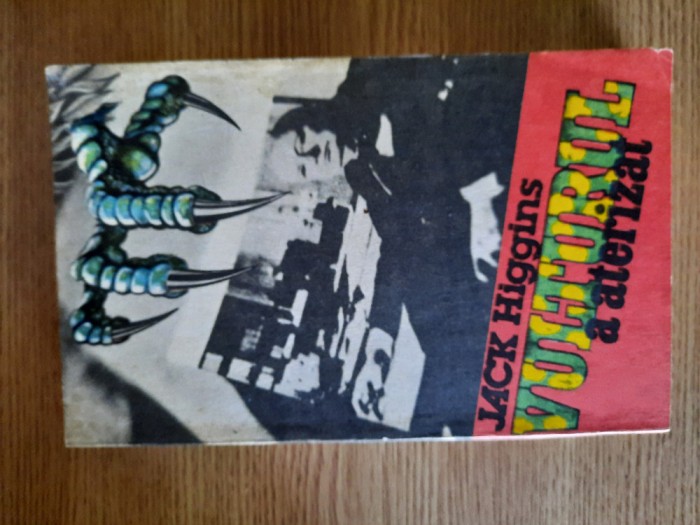 JACK Higgins
VULTURUL
a aterizat